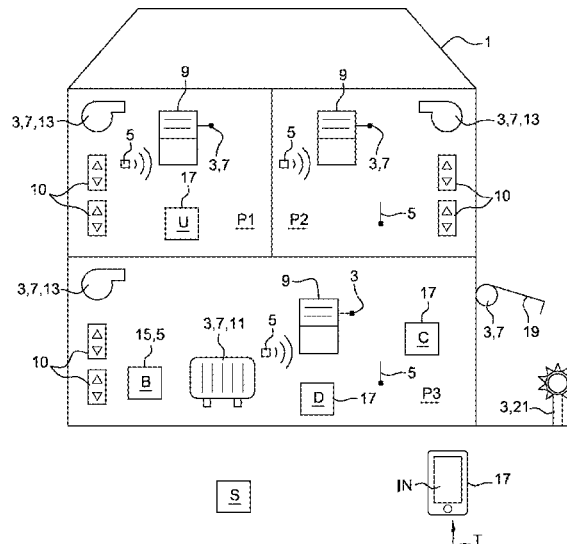 1
9 9
3,7,13 3,7,13
5 3,7 5 3,7
17
10 10
U P1 P2 5
3,7,13 9 3 17 3,7 19
15,5 3,7,11 5 C
10
B 5 3,21
D 17 P3
S IN 17
T